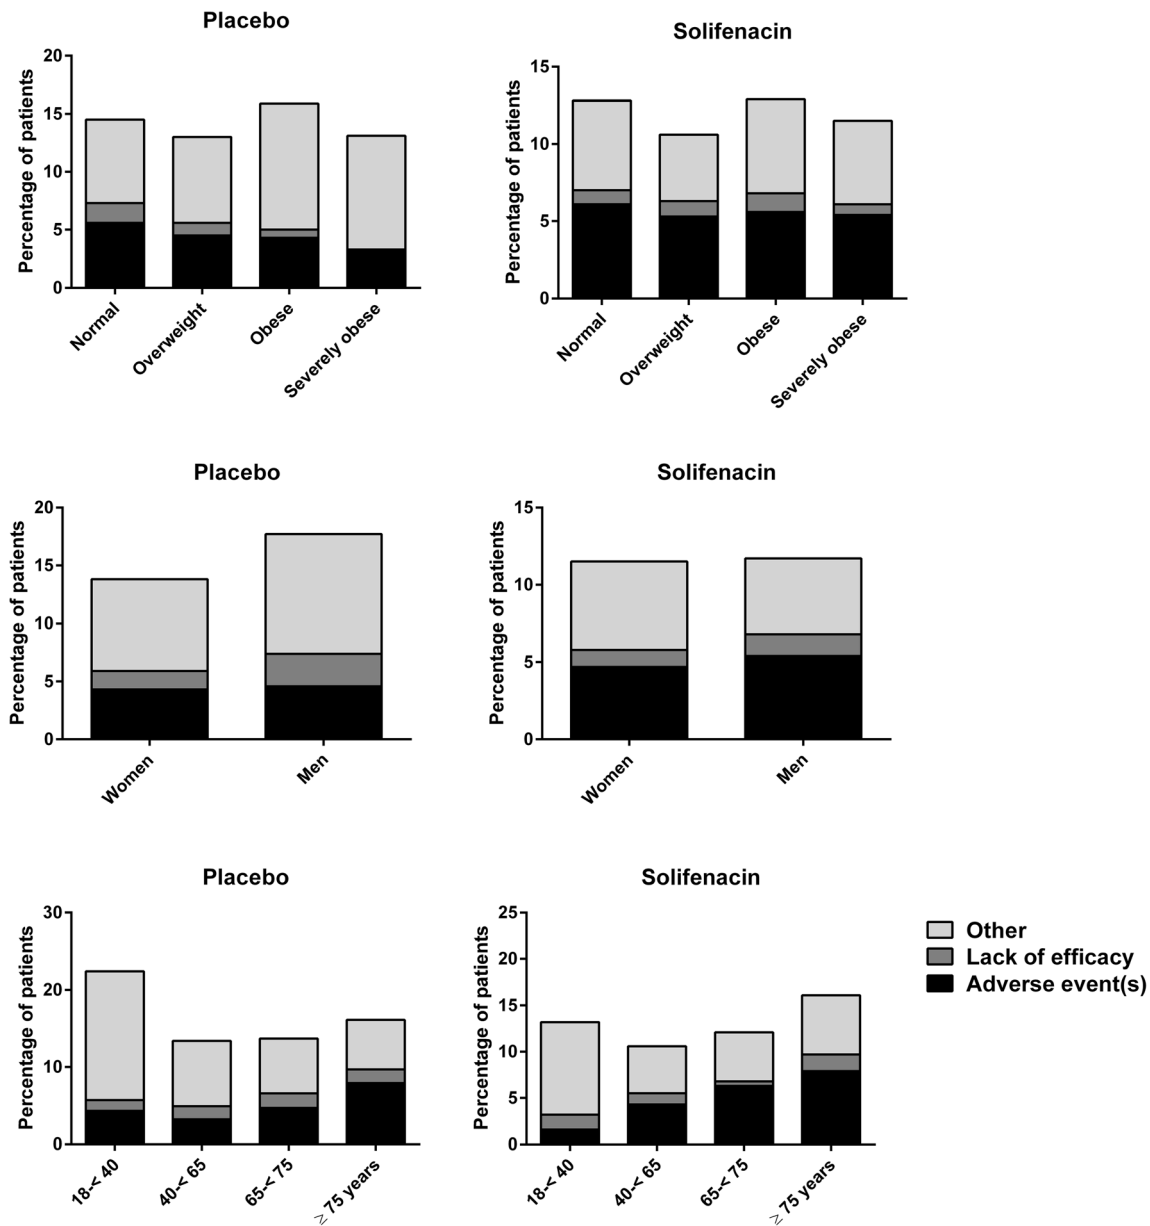 Placebo
Percentage of patients
20
15
10
5
0
Normal
Overweight
Obese
Severely obese
Solifenacin
Percentage of patients
15
10
5
0
Normal
Overweight
Obese
Severely obese
Placebo
Percentage of patients
20
15
10
5
0
Women
Men
Solifenacin
Percentage of patients
15
10
5
0
Women
Men
Placebo
Percentage of patients
30
20
10
0
18-< 40
40-< 65
65-< 75
≥ 75 years
Solifenacin
Percentage of patients
25
20
15
10
5
0
18-< 40
40-< 65
65-< 75
≥ 75 years
Other
Lack of efficacy
Adverse event(s)